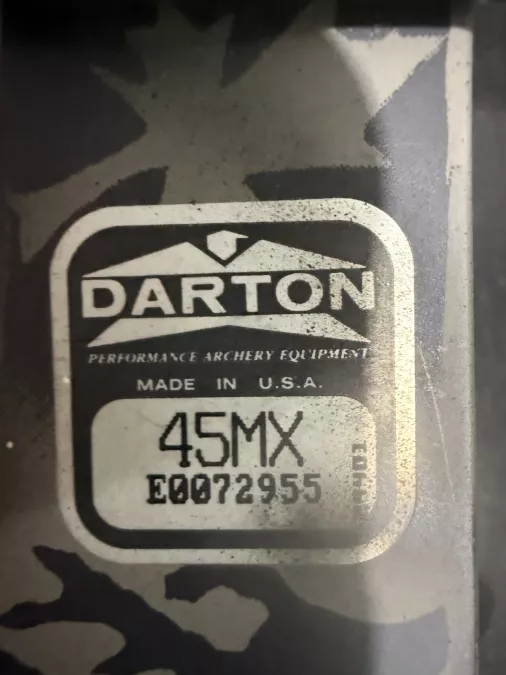 DARTON
PERFORMANCE ARCHERY EQUIPMENT
MADE IN U.S.A.
45MX
E0072955